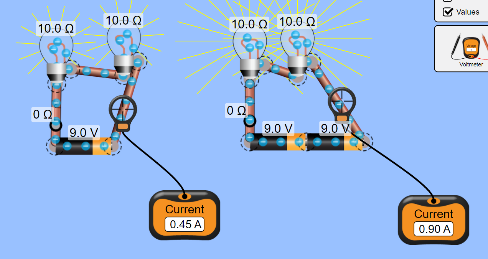 10.0 Ω
10.0 Ω
10.0 Ω
10.0 Ω
Values
Voltmeter
0 Ω
9.0 V
0 Ω
9.0 V
9.0 V
Current
0.45 A
Current
0.90 A